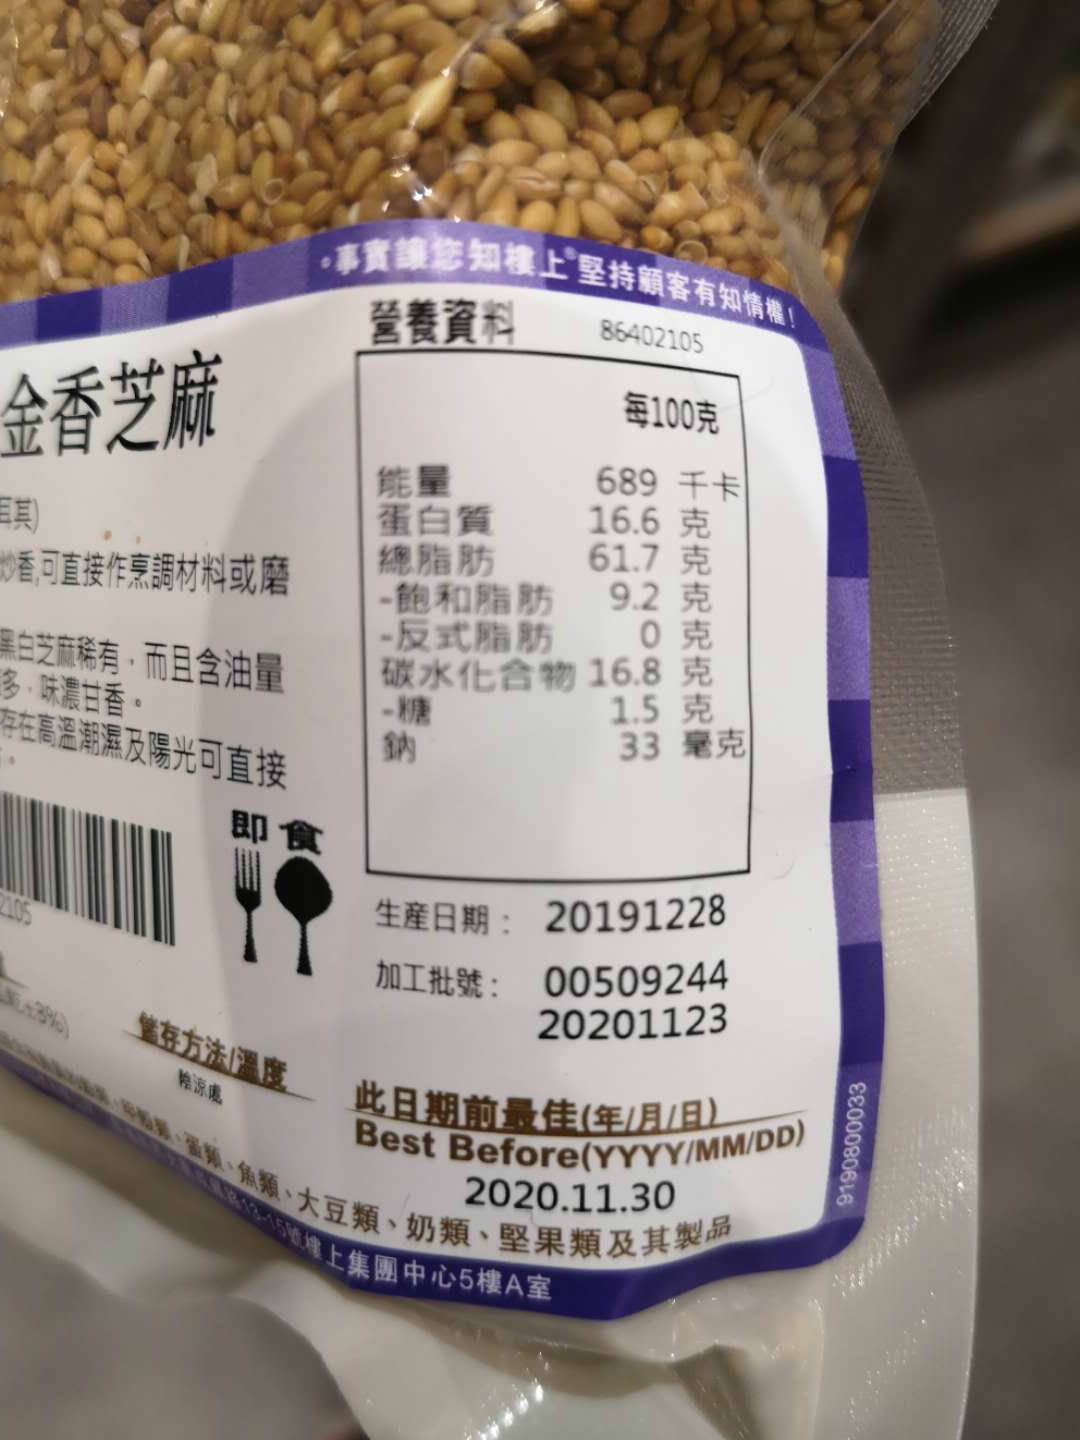 事實讓您知樓上®堅持顧客有知情權!
營養資料 86402105
金香芝麻
每100克
能量 689 千卡
蛋白質 16.6 克
總脂肪 61.7 克
-飽和脂肪 9.2 克
-反式脂肪 0 克
碳水化合物 16.8 克
-糖 1.5 克
鈉 33 毫克
耳其)
炒香,可直接作烹調材料或磨
黑白芝麻稀有,而且含油量
多,味濃甘香。
存在高溫潮濕及陽光可直接
即食
2105
生產日期: 20191228
加工批號: 00509244
20201123
±3%)
儲存方法/溫度
陰涼處
此日期前最佳(年/月/日)
Best Before(YYYY/MM/DD)
2020.11.30
蛋類、魚類、大豆類、奶類、堅果類及其製品
13-15號樓上集團中心5樓A室
9190800033